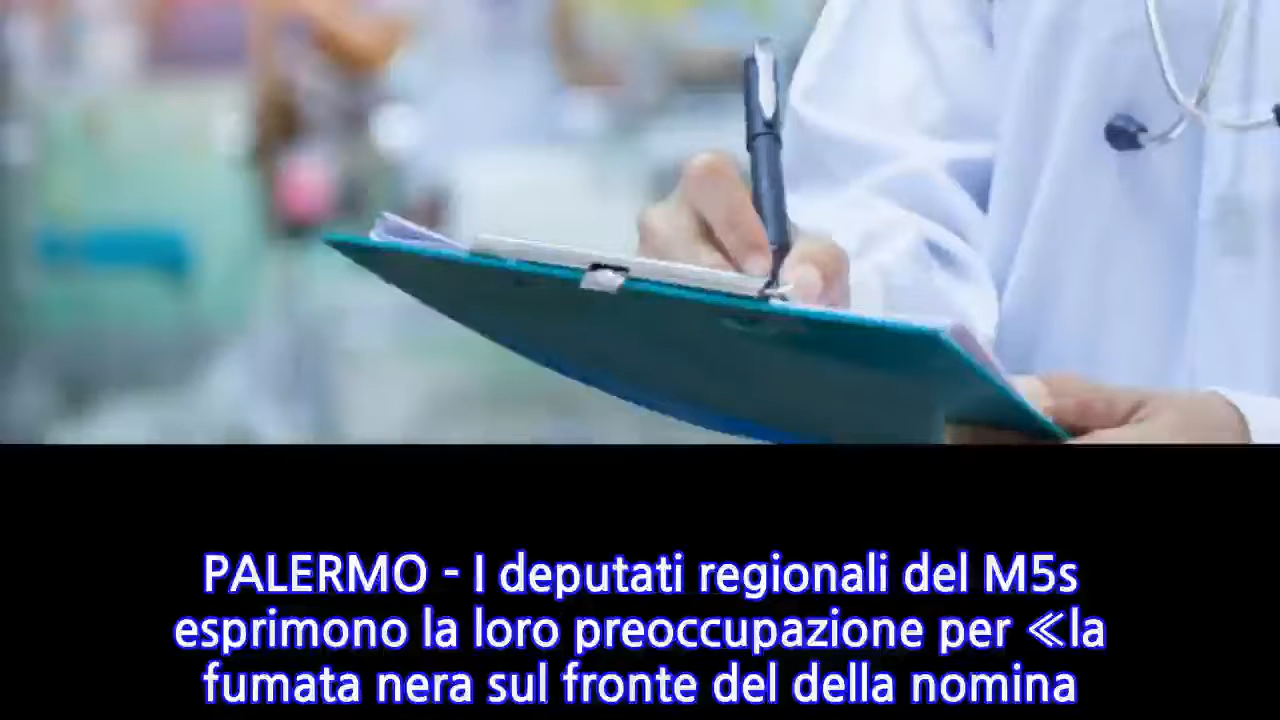 PALERMO - I deputati regionali del M5s
esprimono la loro preoccupazione per ≪la
fumata nera sul fronte del della nomina